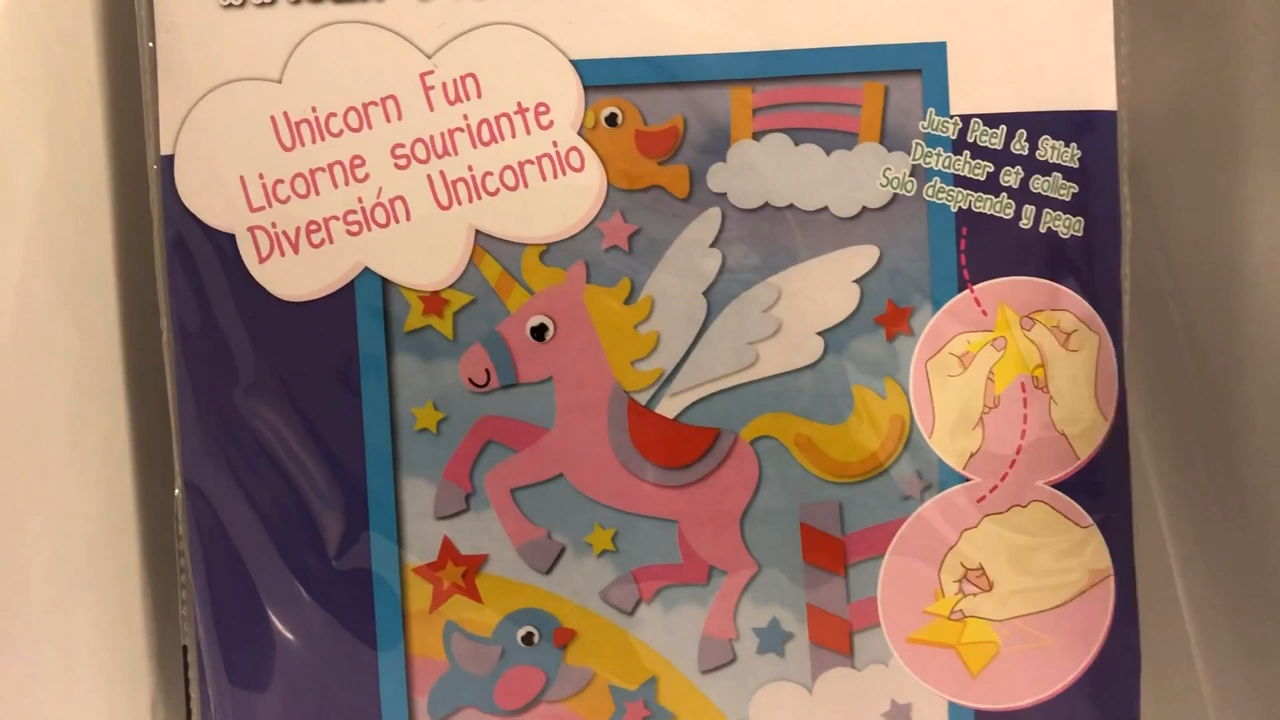 Unicorn Fun
Licorne souriante
Diversión Unicornio
Just Peel & Stick
Detacher et coller
Solo desprende y pega